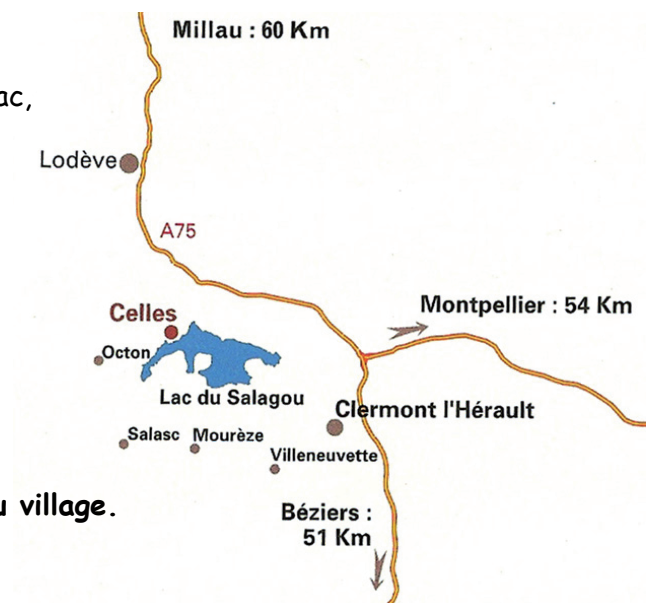 Millau : 60 Km
ac,
Lodève
A75
Montpellier : 54 Km
Celles
Octon
Lac du Salagou
Clermont l'Hérault
Salasc
Mourèze
Villeneuvette
u village.
Béziers :
51 Km